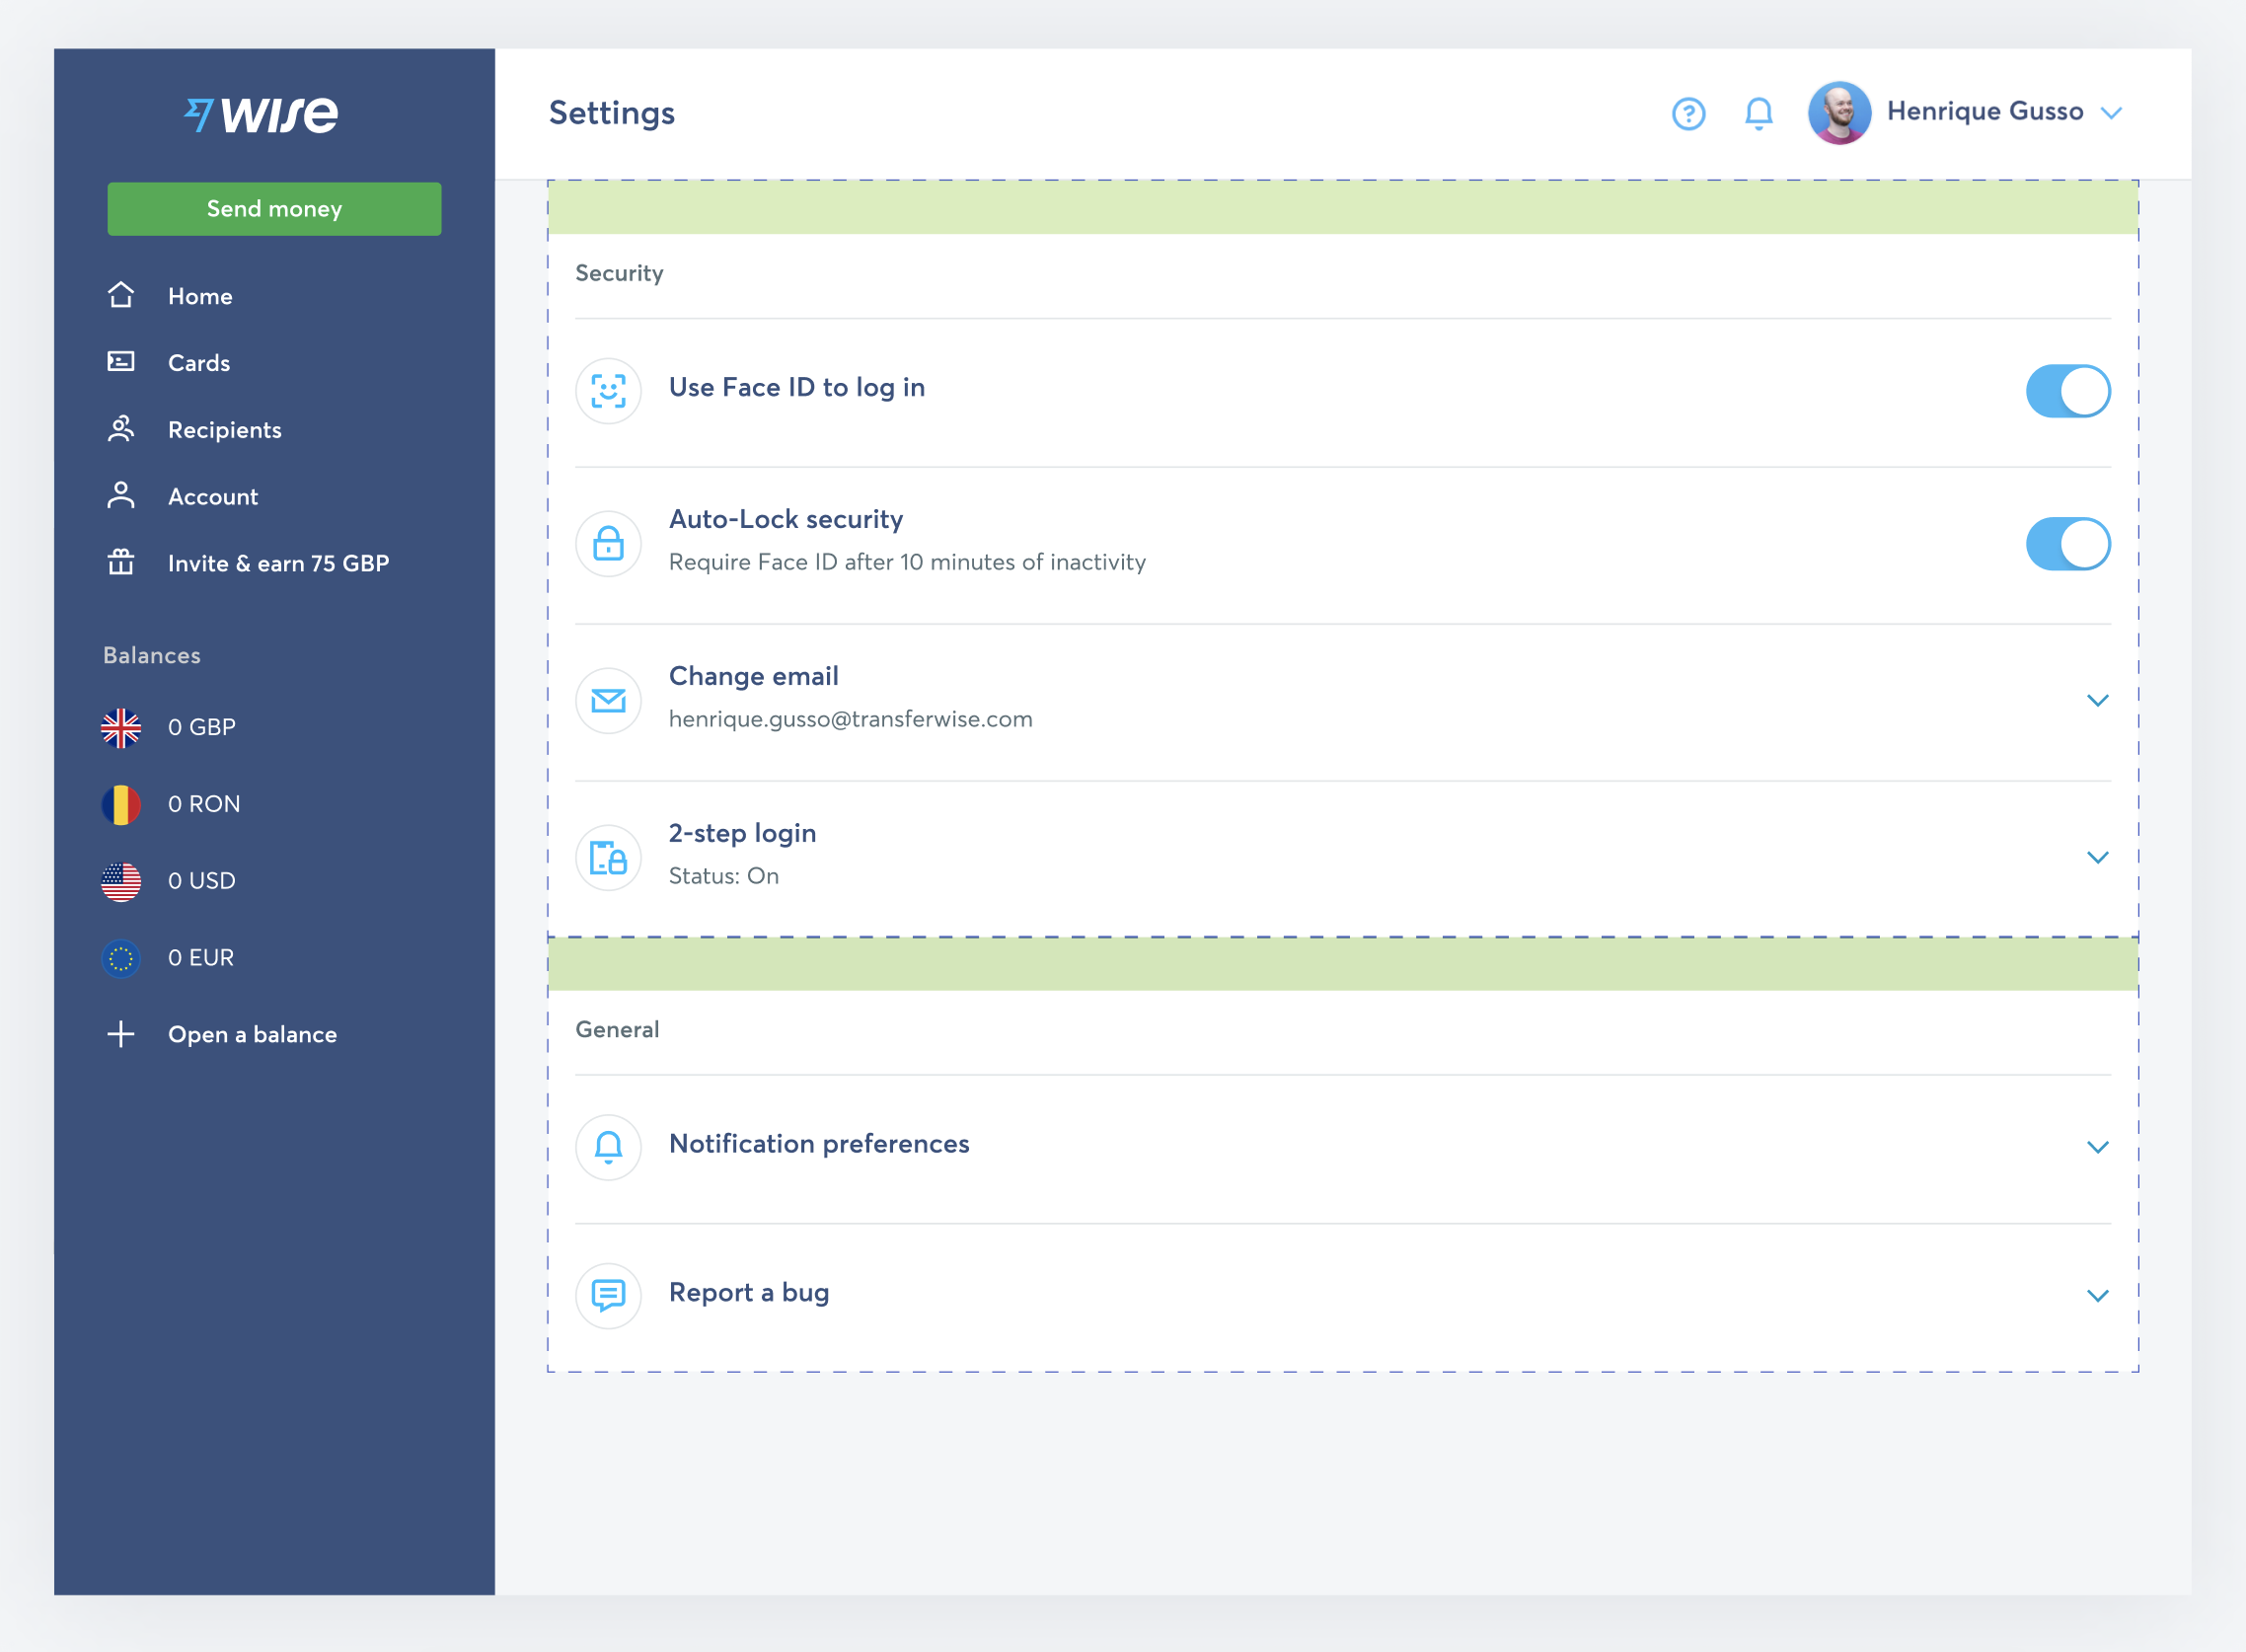 wise
Send money
Home
Cards
Recipients
Account
Invite & earn 75 GBP
Balances
0 GBP
0 RON
0 USD
0 EUR
Open a balance
Settings
?
Henrique Gusso
Security
Use Face ID to log in
Auto-Lock security
Require Face ID after 10 minutes of inactivity
Change email
henrique.gusso@transferwise.com
2-step login
Status: On
General
Notification preferences
Report a bug